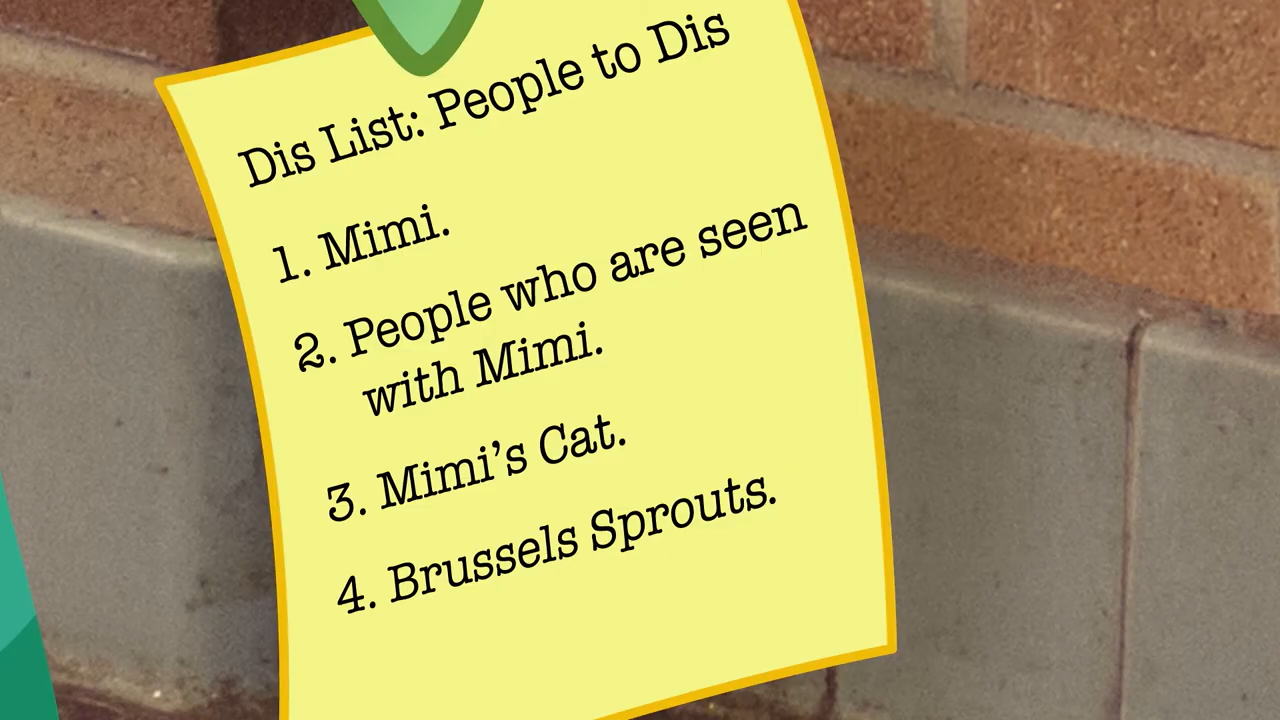 Dis List: People to Dis
1. Mimi.
2. People who are seen
with Mimi.
3. Mimi's Cat.
4. Brussels Sprouts.